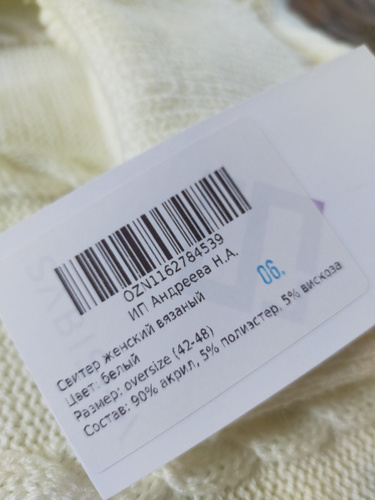 OZN1162784539
ИП Андреева Н.А.
06.
Свитер женский вязаный
Цвет: белый
Размер: oversize (42-48)
Состав: 90% акрил, 5% полиэстер, 5% вискоза